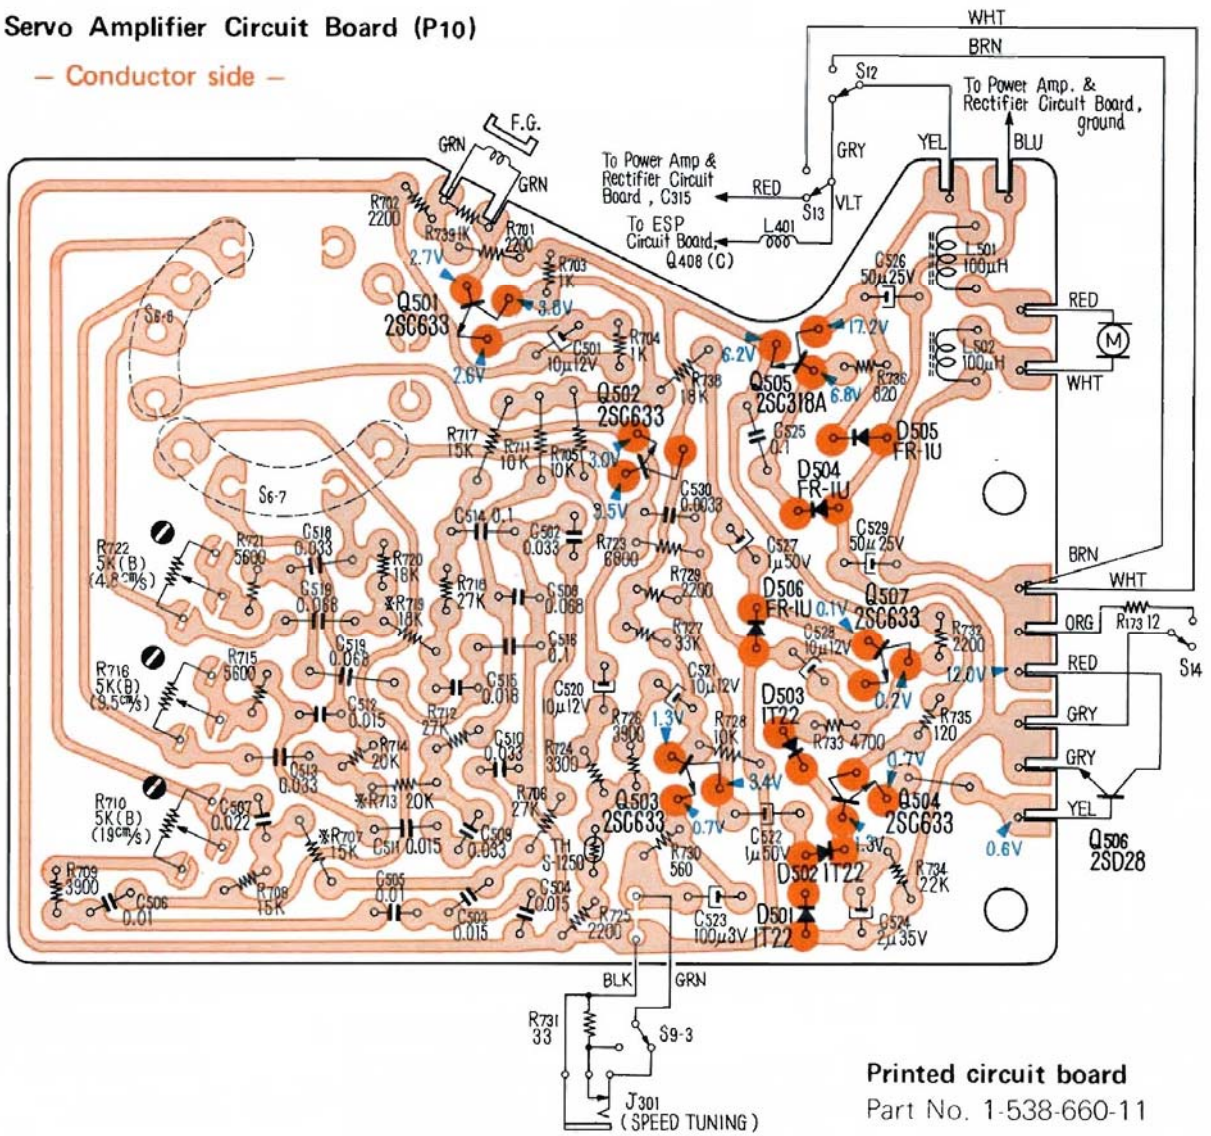 Servo Amplifier Circuit Board (P10)
— Conductor side —
WHT
BRN
S12
To Power Amp. &
Rectifier Circuit Board,
ground
F.G.
GRN
GRN
To Power Amp &
Rectifier Circuit
Board, C315
RED
GRY
YEL
BLU
S13
VLT
To ESP
Circuit Board,
Q408 (C)
L401
R702
2200
R739 1K
R701
2200
2.7V
R703
1K
Q501
2SC633
3.8V
2.6V
C501
10µ12V
R704
1K
C526
50µ25V
L501
100µH
RED
M
WHT
L502
100µH
S6-8
6.2V
17.2V
Q505
2SC318A
6.8V
R736
820
R738
18K
Q502
2SC633
3.0V
3.5V
R717
15K
R711
10K
R705
10K
C525
0.1
D505
FR-1U
D504
FR-1U
S6-7
C530
0.0033
C514 0.1
C502
0.033
R723
6800
C527
1µ50V
C529
50µ25V
R722
5K(B)
(4.8cm/s)
R721
5600
C518
0.033
R720
18K
C519
0.068
※R719
18K
R718
27K
C508
0.068
R729
2200
D506
FR-1U
0.1V
Q507
2SC633
BRN
WHT
R732
2200
ORG
R173 12
S14
RED
12.0V
C519
0.068
C516
0.1
R727
33K
C528
10µ12V
0.2V
R716
5K(B)
(9.5cm/s)
R715
5600
C515
0.018
C520
10µ12V
C521
10µ12V
D503
1T22
C512
0.015
R712
27K
1.3V
R726
3900
R728
10K
R733 4700
R735
120
GRY
GRY
YEL
R714
20K
C510
0.033
R724
3300
C513
0.033
※R713 20K
R706
27K
3.4V
0.7V
Q503
2SC633
0.7V
Q504
2SC633
0.6V
Q506
2SD28
R710
5K(B)
(19cm/s)
C507
0.022
※R707
15K
C511 0.015
C509
0.033
TH
S-1250
R730
560
C522
1µ50V
1.3V
D502 1T22
R734
22K
R709
3900
C506
0.01
R708
15K
C505
0.01
C503
0.015
C504
0.015
R725
2200
C523
100µ3V
D501
1T22
C524
2µ35V
BLK
GRN
R731
33
S9-3
J301
(SPEED TUNING)
Printed circuit board
Part No. 1-538-660-11